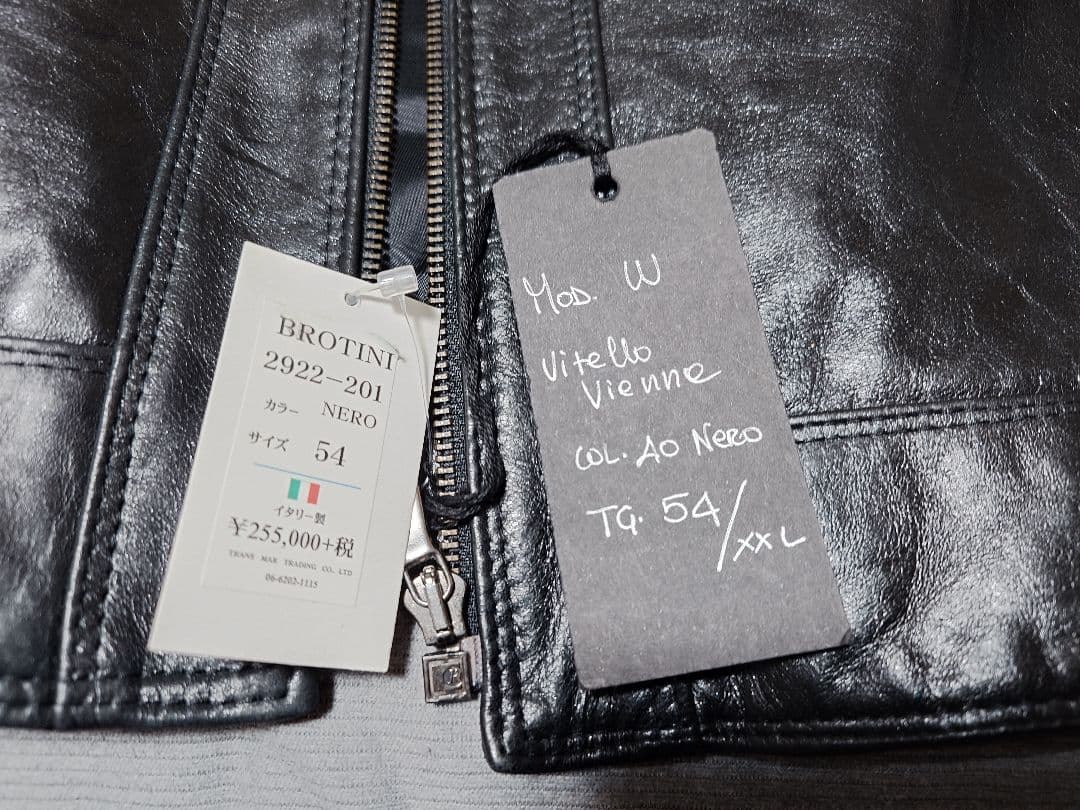 BROTINI
2922-201
カラー NERO
サイズ 54
イタリー製
¥255,000+税
TRANS MAR TRADING CO., LTD
06-6202-1115
MOD. W
Vitello
Vienne
COL. AO NERO
TG. 54/XXL